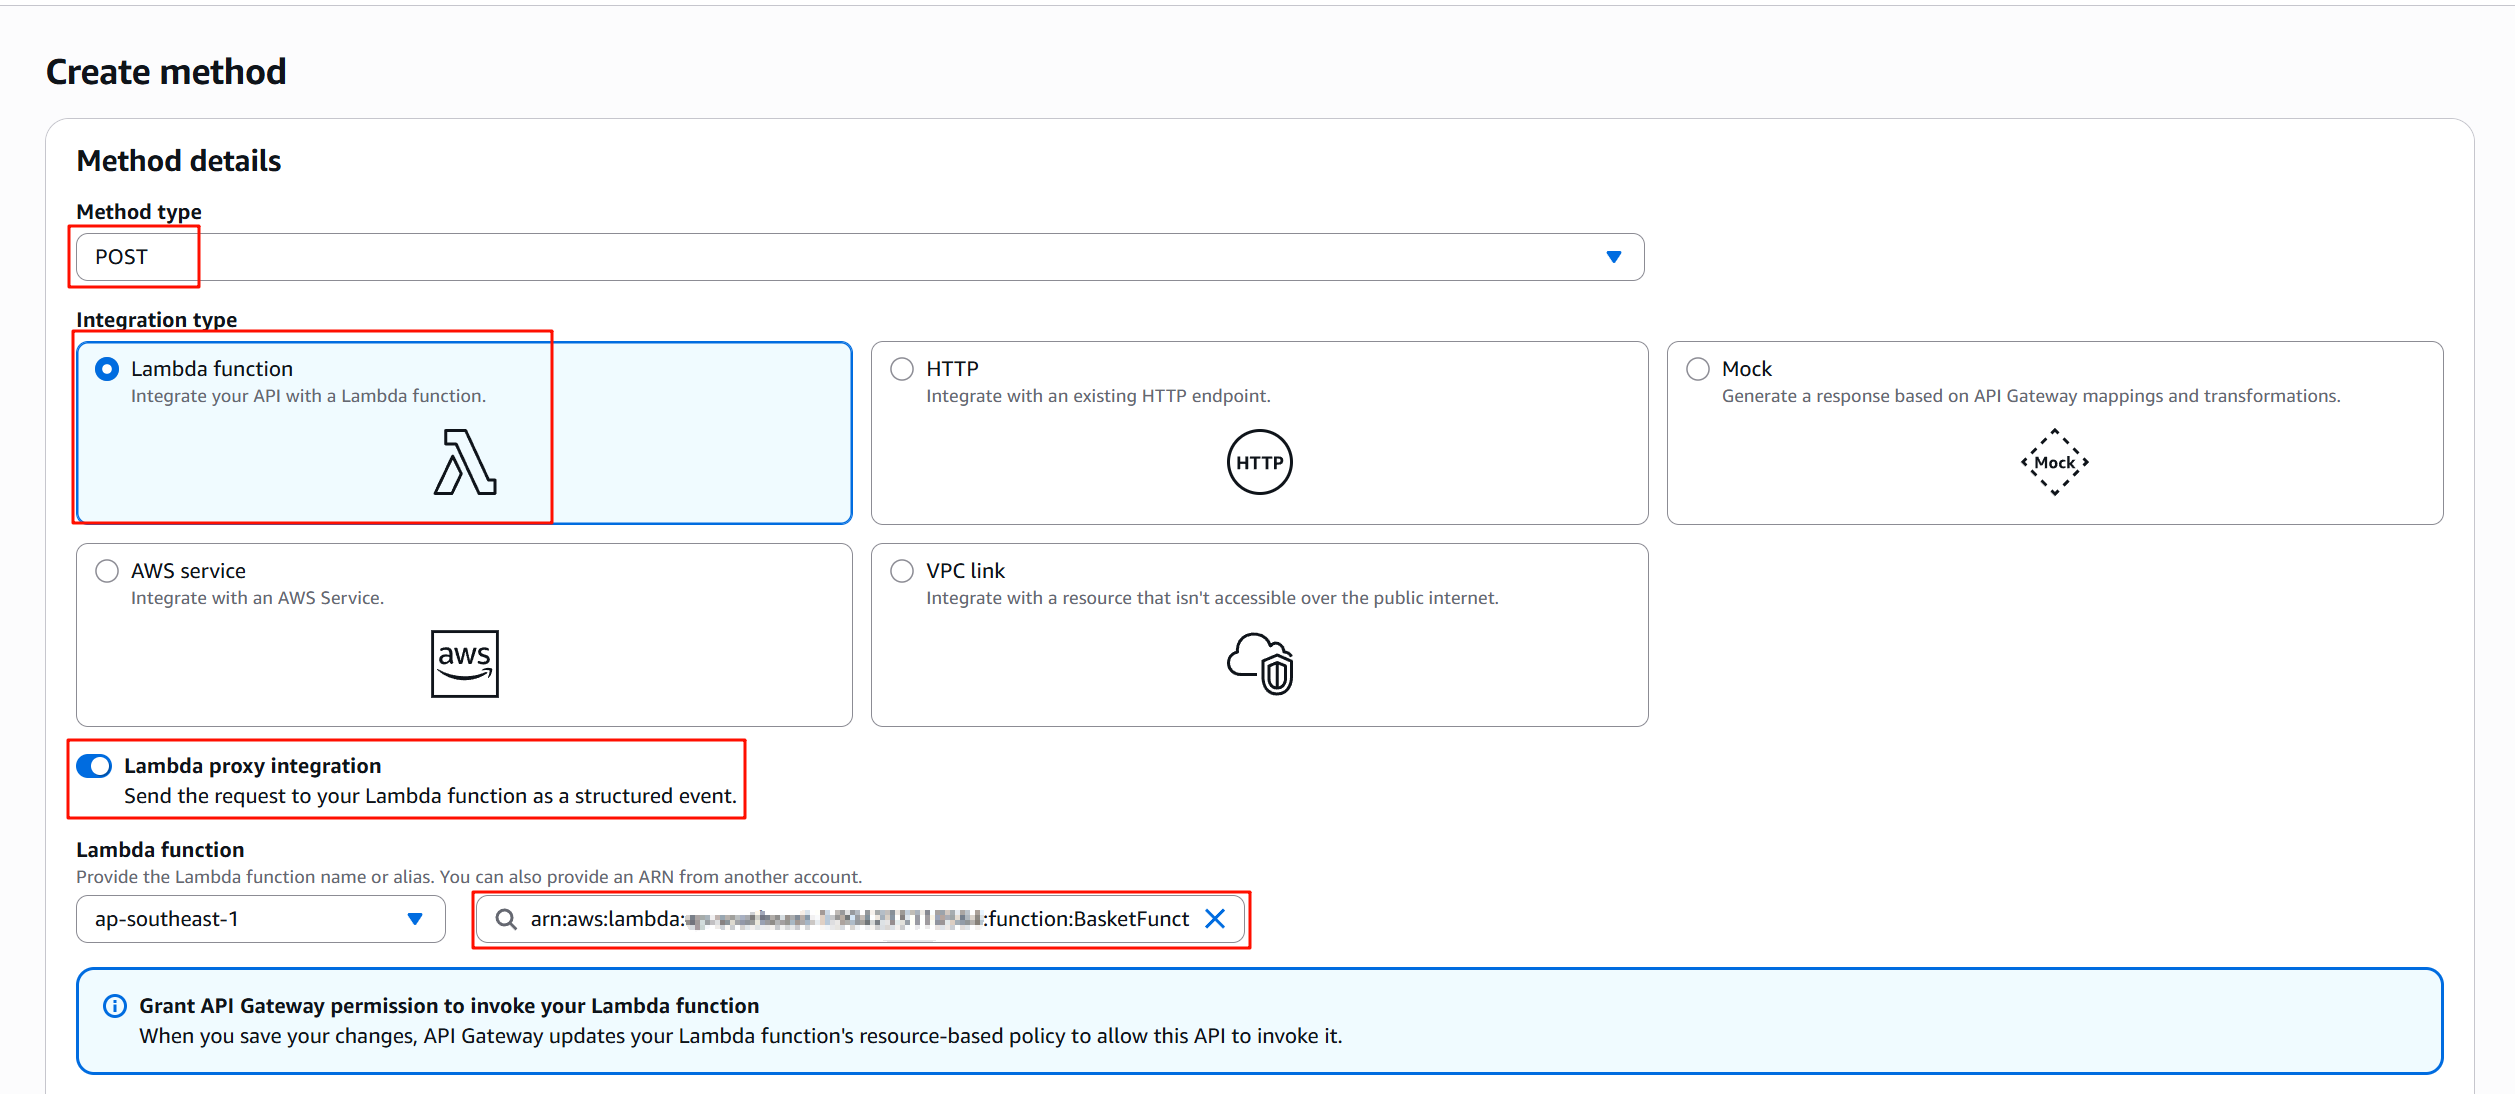 Create method
Method details
Method type
POST
Integration type
Lambda function
Integrate your API with a Lambda function.
HTTP
Integrate with an existing HTTP endpoint.
HTTP
Mock
Generate a response based on API Gateway mappings and transformations.
Mock
AWS service
Integrate with an AWS Service.
aws
VPC link
Integrate with a resource that isn't accessible over the public internet.
Lambda proxy integration
Send the request to your Lambda function as a structured event.
Lambda function
Provide the Lambda function name or alias. You can also provide an ARN from another account.
ap-southeast-1
arn:aws:lambda: :function:BasketFunct
Grant API Gateway permission to invoke your Lambda function
When you save your changes, API Gateway updates your Lambda function's resource-based policy to allow this API to invoke it.